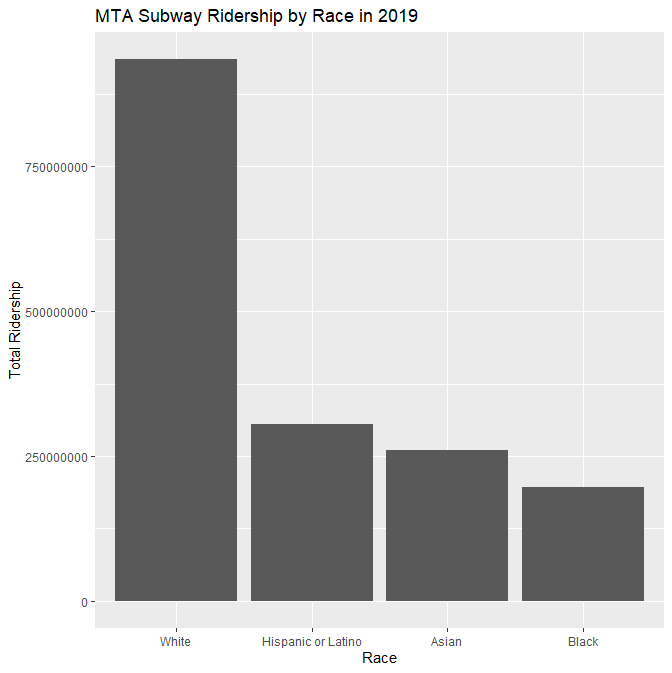 MTA Subway Ridership by Race in 2019
Total Ridership
750000000
500000000
250000000
0
White
Hispanic or Latino
Asian
Black
Race